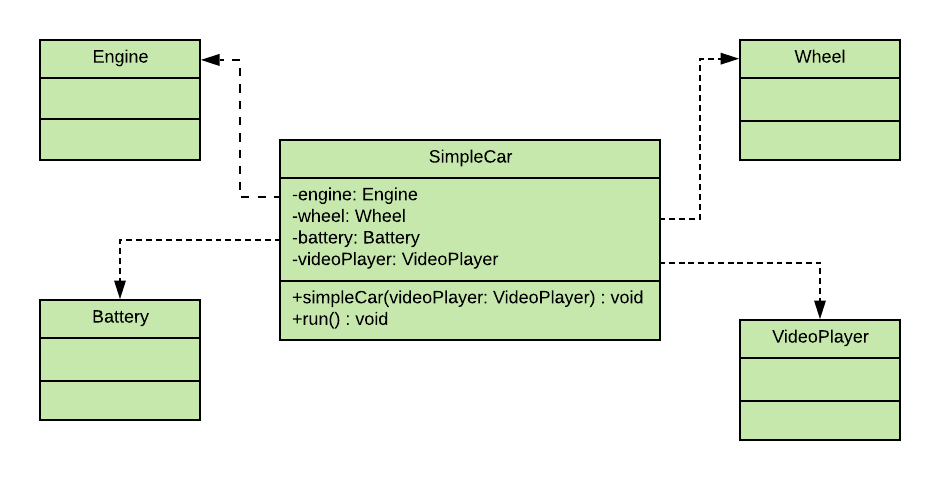 Engine
Wheel
SimpleCar
-engine: Engine
-wheel: Wheel
-battery: Battery
-videoPlayer: VideoPlayer
+simpleCar(videoPlayer: VideoPlayer) : void
+run() : void
Battery
VideoPlayer